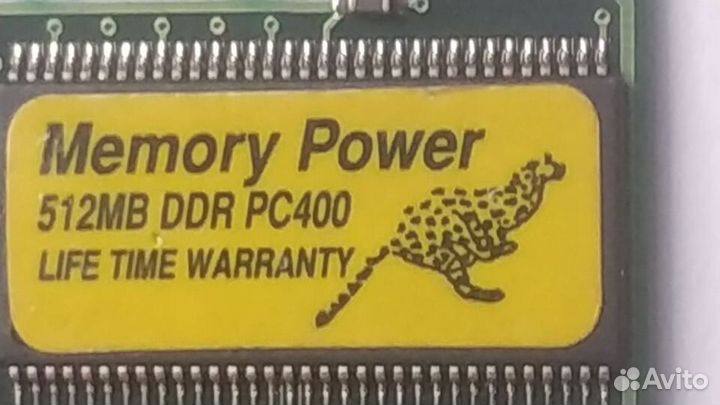 Memory Power
512MB DDR PC400
LIFE TIME WARRANTY
Avito